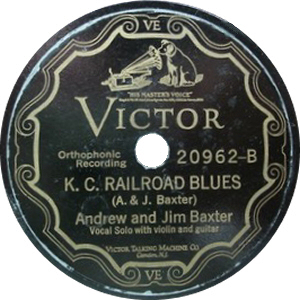 VE
"HIS MASTER'S VOICE"
VICTOR
Orthophonic
Recording
20962-B
K. C. RAILROAD BLUES
(A. & J. Baxter)
Andrew and Jim Baxter
Vocal Solo with violin and guitar
VICTOR TALKING MACHINE CO.
Camden, N.J.
VE